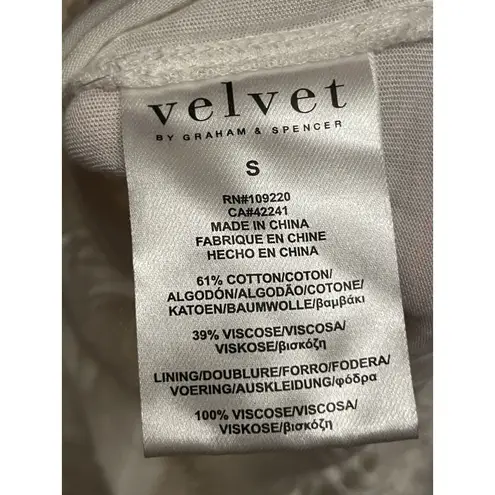 velvet
BY GRAHAM & SPENCER
S
RN#109220
CA#42241
MADE IN CHINA
FABRIQUE EN CHINE
HECHO EN CHINA
61% COTTON/COTON/
ALGODÓN/ALGODÃO/COTONE/
KATOEN/BAUMWOLLE/βαμβάκι
39% VISCOSE/VISCOSA/
VISKOSE/βισκόζη
LINING/DOUBLURE/FORRO/FODERA/
VOERING/AUSKLEIDUNG/φόδρα
100% VISCOSE/VISCOSA/
VISKOSE/βισκόζη